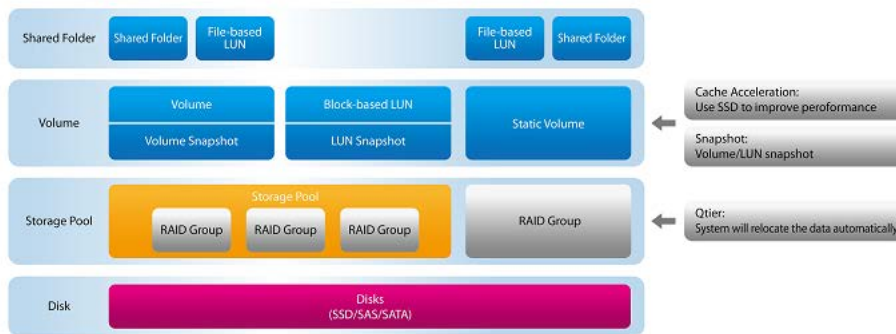 Shared Folder
Shared Folder
File-based
LUN
File-based
LUN
Shared Folder
Volume
Volume
Volume Snapshot
Block-based LUN
LUN Snapshot
Static Volume
Cache Acceleration:
Use SSD to improve peroformance
Snapshot:
Volume/LUN snapshot
Storage Pool
Storage Pool
RAID Group
RAID Group
RAID Group
RAID Group
Qtier:
System will relocate the data automatically
Disk
Disks
(SSD/SAS/SATA)